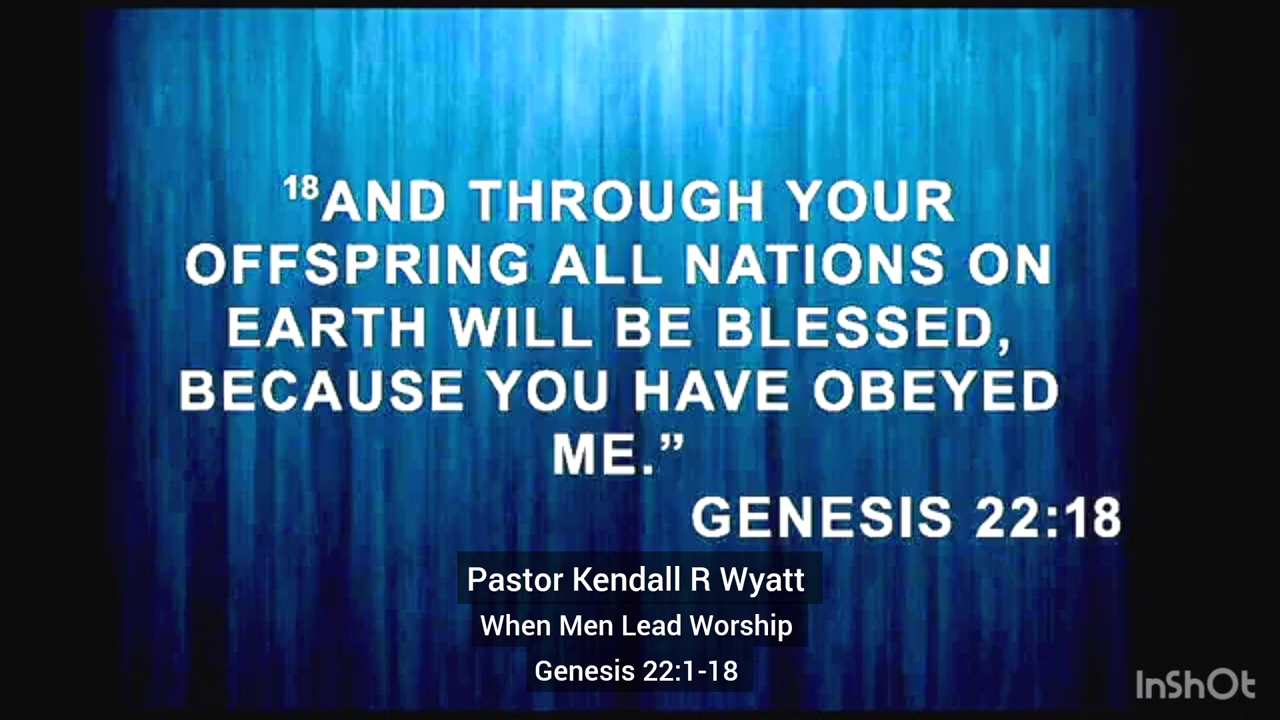 ¹⁸AND THROUGH YOUR
OFFSPRING ALL NATIONS ON
EARTH WILL BE BLESSED,
BECAUSE YOU HAVE OBEYED
ME.”
GENESIS 22:18
Pastor Kendall R Wyatt
When Men Lead Worship
Genesis 22:1-18
InShOt